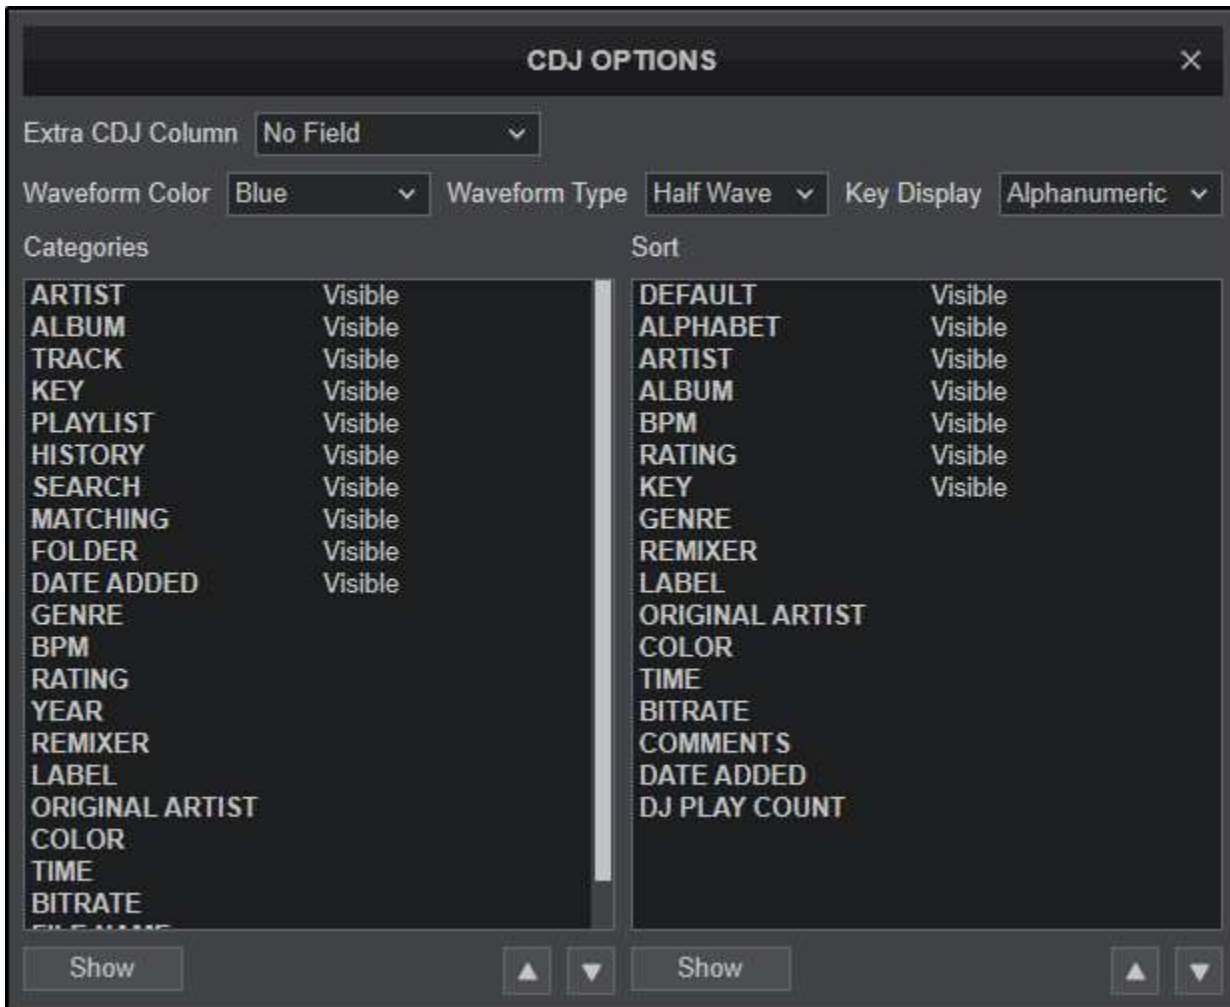 CDJ OPTIONS
Extra CDJ Column No Field
Waveform Color Blue Waveform Type Half Wave Key Display Alphanumeric
Categories
ARTIST Visible
ALBUM Visible
TRACK Visible
KEY Visible
PLAYLIST Visible
HISTORY Visible
SEARCH Visible
MATCHING Visible
FOLDER Visible
DATE ADDED Visible
GENRE
BPM
RATING
YEAR
REMIXER
LABEL
ORIGINAL ARTIST
COLOR
TIME
BITRATE
FILE NAME
Show
Sort
DEFAULT Visible
ALPHABET Visible
ARTIST Visible
ALBUM Visible
BPM Visible
RATING Visible
KEY Visible
GENRE
REMIXER
LABEL
ORIGINAL ARTIST
COLOR
TIME
BITRATE
COMMENTS
DATE ADDED
DJ PLAY COUNT
Show